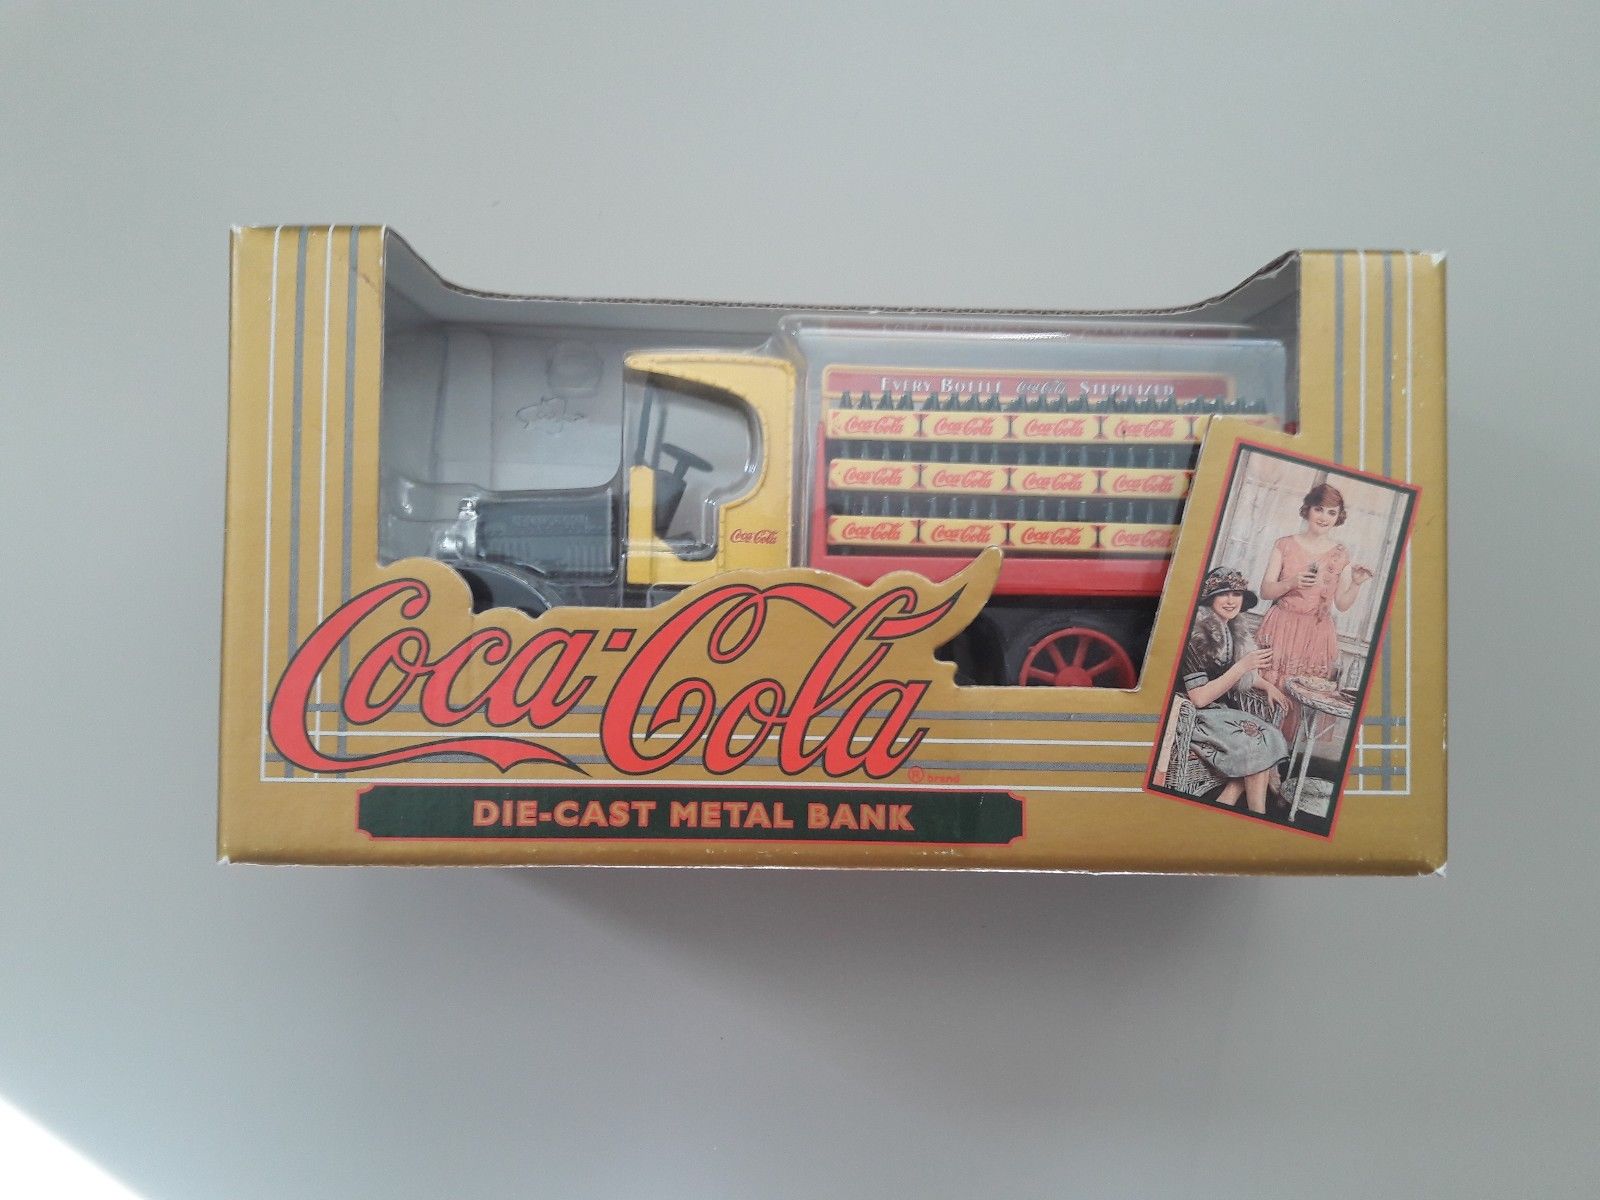 EVERY BOTTLE Coca-Cola STERILIZED
Coca-Cola Coca-Cola Coca-Cola Coca-Cola
Coca-Cola Coca-Cola Coca-Cola Coca-Cola
Coca-Cola Coca-Cola Coca-Cola Coca-Cola
Coca-Cola
Coca-Cola
® brand
DIE-CAST METAL BANK